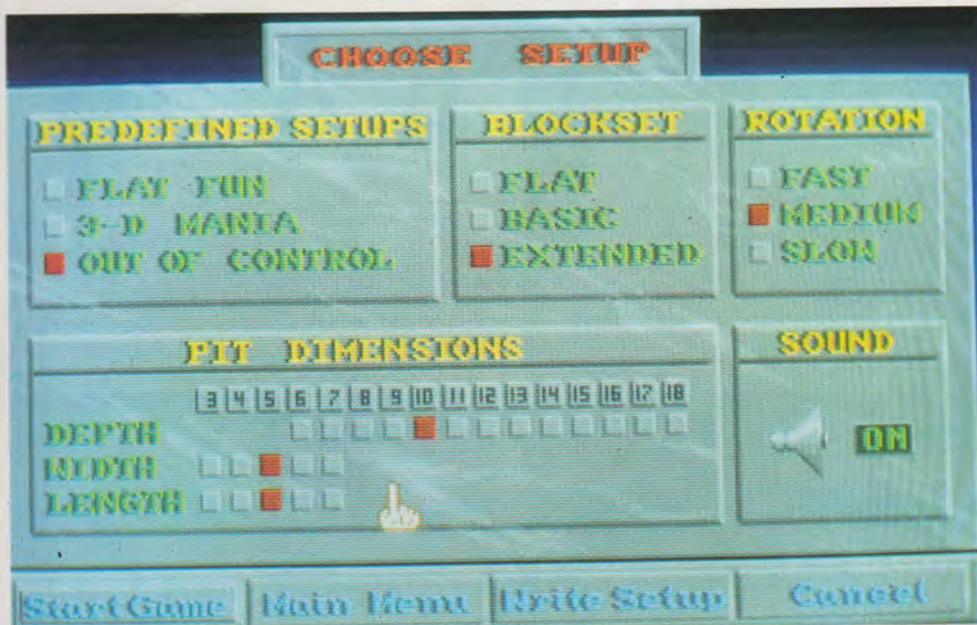 CHOOSE SETUP
PREDEFINED SETUPS
FLAT FUN
3-D MANIA
OUT OF CONTROL
BLOCKSET
FLAT
BASIC
EXTENDED
ROTATION
FAST
MEDIUM
SLOW
PIT DIMENSIONS
3 4 5 6 7 8 9 10 11 12 13 14 15 16 17 18
DEPTH
WIDTH
LENGTH
SOUND
ON
Start Game Main Menu Write Setup Cancel